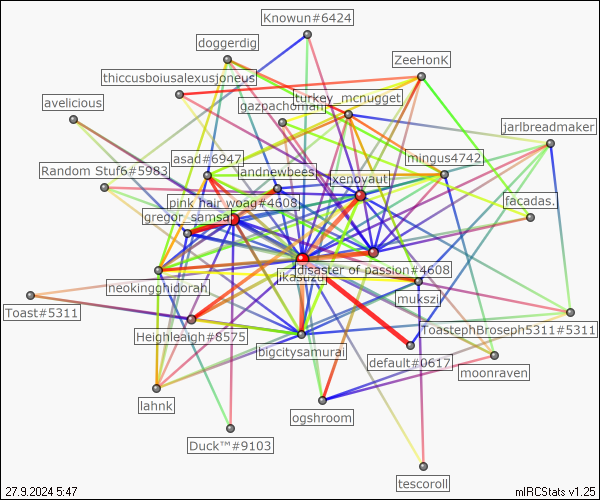 Knowun#6424
doggerdig
ZeeHonK
thiccusboiusalexusjoneus
turkey_mcnugget
avelicious
gazpachoman
jarlbreadmaker
asad#6947
mingus4742
Random Stuf6#5983
landnewbees
xenovaut
pink hair woag#4608
facadas.
gregor_samsa
disaster of passion#4608
jikasuzu
neokingghidorah
mukszi
Toast#5311
ToastephBroseph5311#5311
Heighleaigh#8575
bigcitysamurai
default#0617
moonraven
lahnk
ogshroom
Duck™#9103
tescoroll
27.9.2024 5:47
mIRCStats v1.25